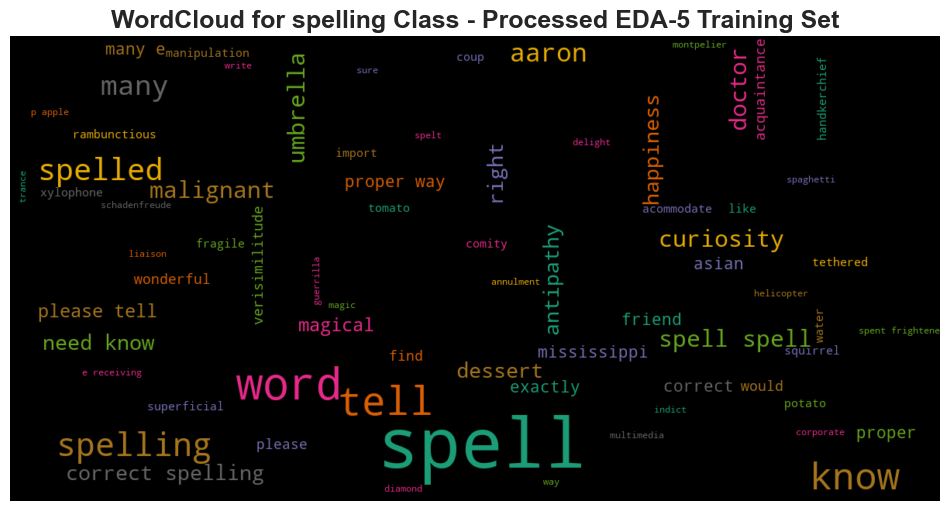 WordCloud for spelling Class - Processed EDA-5 Training Set
many e
manipulation
write
many
umbrella
sure
coup
aaron
montpelier
doctor
acquaintance
handkerchief
p apple
rambunctious
spelt
delight
import
right
happiness
spelled
malignant
proper way
spaghetti
trance
xylophone
schadenfreude
tomato
acommodate
like
verisimilitude
fragile
liaison
comity
antipathy
curiosity
asian
tethered
wonderful
guerrilla
annulment
helicopter
please tell
magic
magical
friend
water
spent frightene
need know
find
mississippi
spell spell
squirrel
e receiving
word
tell
dessert
exactly
correct
would
superficial
indict
potato
spelling
please
spell
multimedia
corporate
proper
correct spelling
diamond
way
know